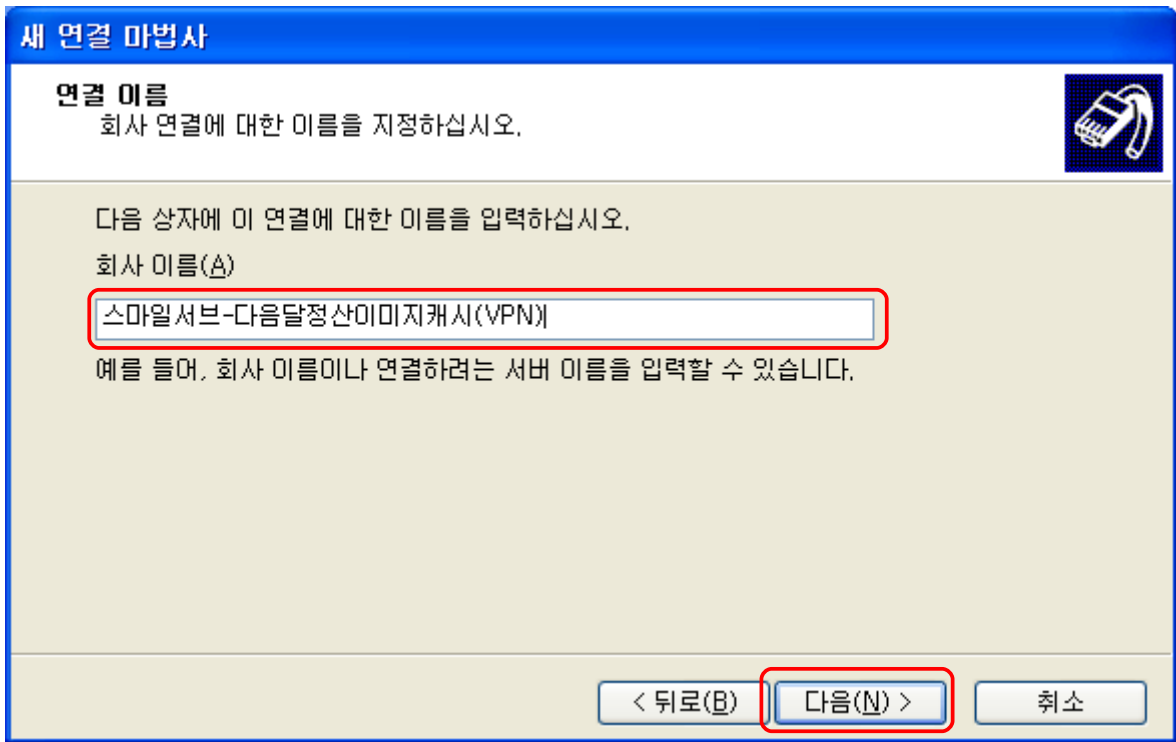 새 연결 마법사
연결 이름
회사 연결에 대한 이름을 지정하십시오.
다음 상자에 이 연결에 대한 이름을 입력하십시오.
회사 이름(A)
스마일서브-다음달정산이미지캐시(VPN)
예를 들어, 회사 이름이나 연결하려는 서버 이름을 입력할 수 있습니다.
< 뒤로(B) 다음(N) > 취소